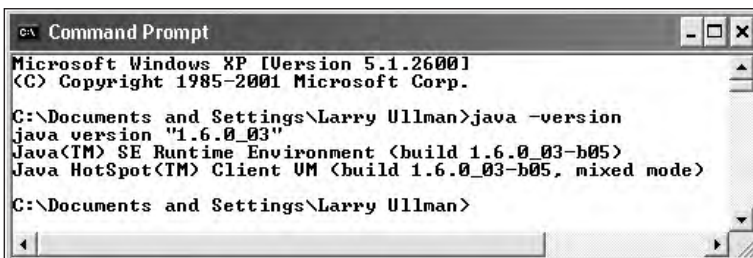 C:\ Command Prompt
Microsoft Windows XP [Version 5.1.2600]
(C) Copyright 1985-2001 Microsoft Corp.
C:\Documents and Settings\Larry Ullman>java -version
java version "1.6.0_03"
Java(TM) SE Runtime Environment (build 1.6.0_03-b05)
Java HotSpot(TM) Client VM (build 1.6.0_03-b05, mixed mode)
C:\Documents and Settings\Larry Ullman>